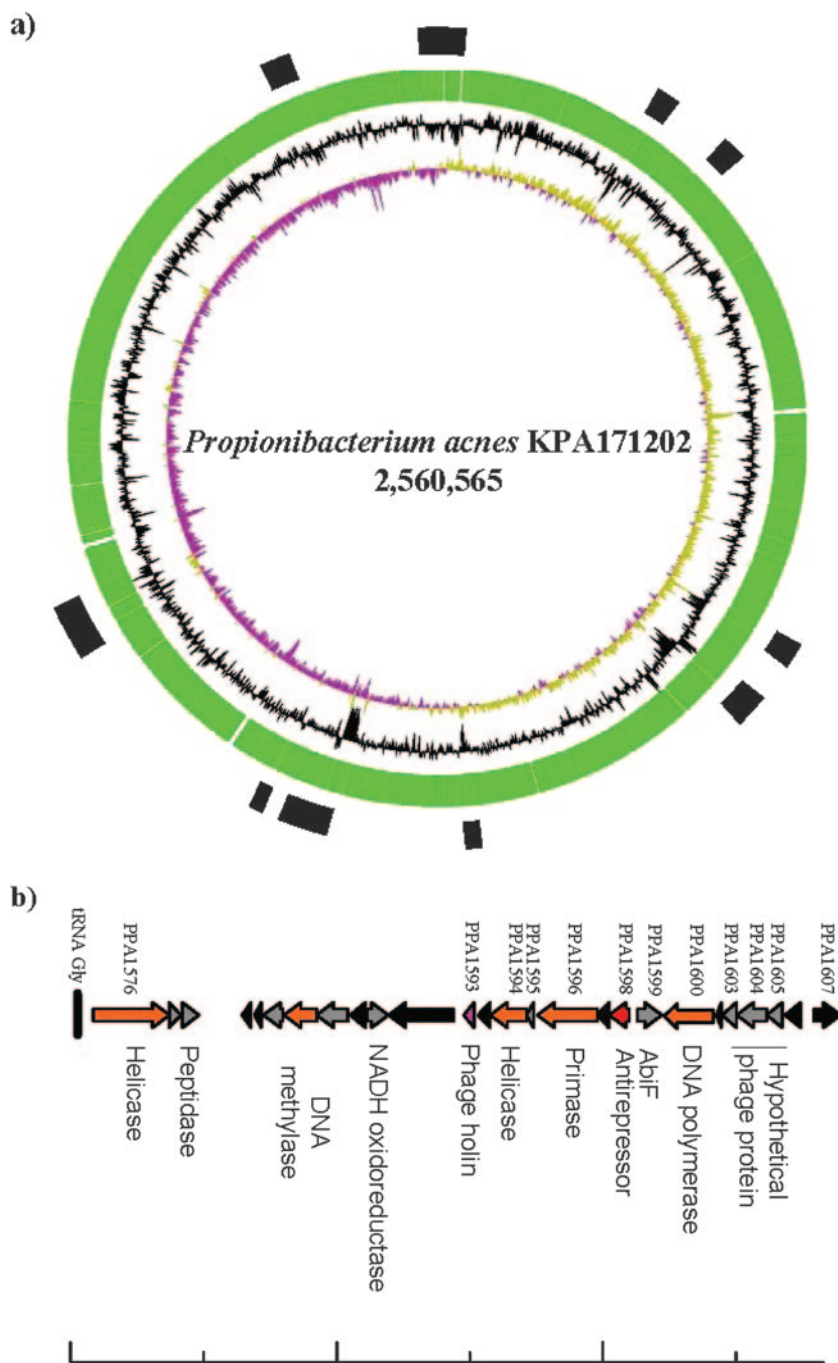 a)
Propionibacterium acnes KPA171202
2,560,565
b)
tRNA Gly
PPA1576
PPA1593
PPA1594
PPA1595
PPA1596
PPA1598
PPA1599
PPA1600
PPA1603
PPA1604
PPA1605
PPA1607
Helicase
Peptidase
DNA
methylase
NADH oxidoreductase
Phage holin
Helicase
Primase
Antirepressor
AbiF
DNA polymerase
Hypothetical
phage protein